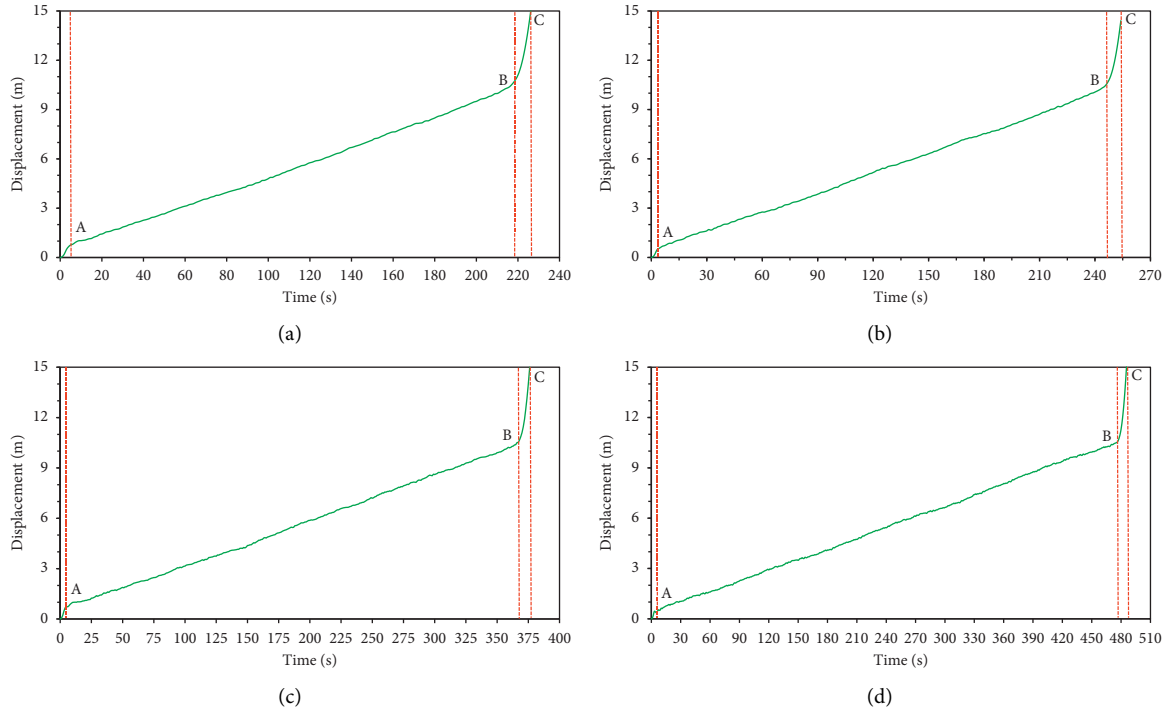 15
12
9
6
3
0
Displacement (m)
A
B
C
0 20 40 60 80 100 120 140 160 180 200 220 240
Time (s)
(a)
15
12
9
6
3
0
Displacement (m)
A
B
C
0 30 60 90 120 150 180 210 240 270
Time (s)
(b)
15
12
9
6
3
0
Displacement (m)
A
B
C
0 25 50 75 100 125 150 175 200 225 250 275 300 325 350 375 400
Time (s)
(c)
15
12
9
6
3
0
Displacement (m)
A
B
C
0 30 60 90 120 150 180 210 240 270 300 330 360 390 420 450 480 510
Time (s)
(d)